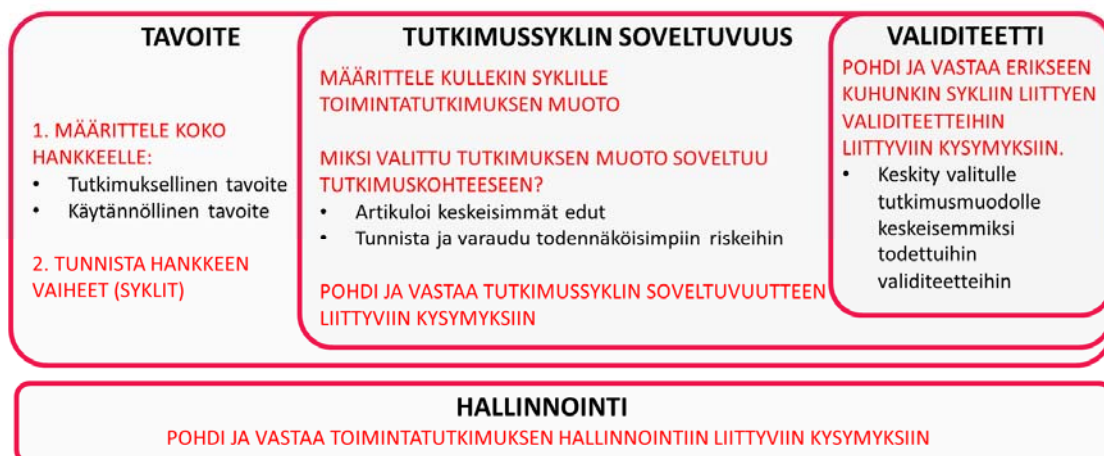 TAVOITE
1. MÄÄRITTELE KOKO
HANKKEELLE:
• Tutkimuksellinen tavoite
• Käytännöllinen tavoite
2. TUNNISTA HANKKEEN
VAIHEET (SYKLIT)
TUTKIMUSSYKLIN SOVELTUVUUS
MÄÄRITTELE KULLEKIN SYKLILLE
TOIMINTATUTKIMUKSEN MUOTO
MIKSI VALITTU TUTKIMUKSEN MUOTO SOVELTUU
TUTKIMUSKOHTEESEEN?
• Artikuloi keskeisimmät edut
• Tunnista ja varaudu todennäköisimpiin riskeihin
POHDI JA VASTAA TUTKIMUSSYKLIN SOVELTUVUUTEEN
LIITTYVIIN KYSYMYKSIIN
VALIDITEETTI
POHDI JA VASTAA ERIKSEEN
KUHUNKIN SYKLIIN LIITTYEN
VALIDITEETTEIHIN
LIITTYVIIN KYSYMYKSIIN.
• Keskity valitulle
tutkimusmuodolle
keskeisemmiksi
todettuihin
validiteetteihin
HALLINNOINTI
POHDI JA VASTAA TOIMINTATUTKIMUKSEN HALLINNOINTIIN LIITTYVIIN KYSYMYKSIIN